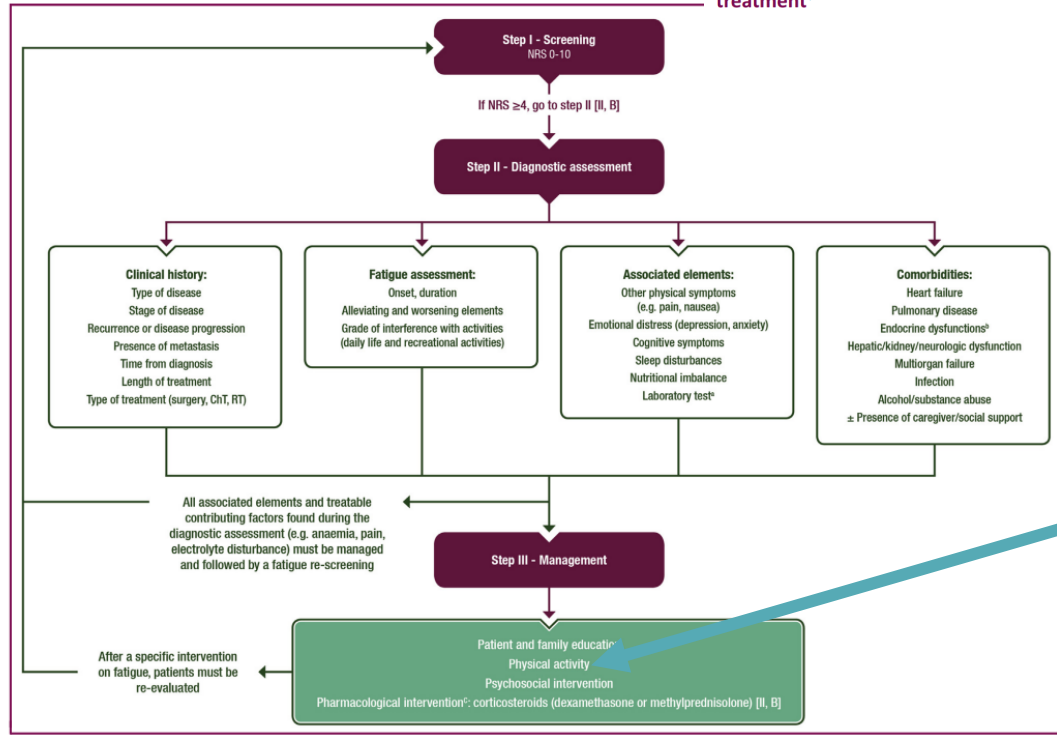 treatment
Step I - Screening
NRS 0-10
If NRS ≥4, go to step II [II, B]
Step II - Diagnostic assessment
Clinical history:
Type of disease
Stage of disease
Recurrence or disease progression
Presence of metastasis
Time from diagnosis
Length of treatment
Type of treatment (surgery, ChT, RT)
Fatigue assessment:
Onset, duration
Alleviating and worsening elements
Grade of interference with activities
(daily life and recreational activities)
Associated elements:
Other physical symptoms
(e.g. pain, nausea)
Emotional distress (depression, anxiety)
Cognitive symptoms
Sleep disturbances
Nutritional imbalance
Laboratory testᵃ
Comorbidities:
Heart failure
Pulmonary disease
Endocrine dysfunctionsᵇ
Hepatic/kidney/neurologic dysfunction
Multiorgan failure
Infection
Alcohol/substance abuse
± Presence of caregiver/social support
All associated elements and treatable
contributing factors found during the
diagnostic assessment (e.g. anaemia, pain,
electrolyte disturbance) must be managed
and followed by a fatigue re-screening
Step III - Management
Patient and family education
Physical activity
Psychosocial intervention
Pharmacological interventionᶜ: corticosteroids (dexamethasone or methylprednisolone) [II, B]
After a specific intervention
on fatigue, patients must be
re-evaluated